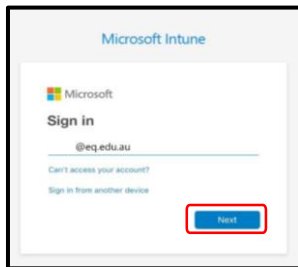 Microsoft Intune
Microsoft
Sign in
@eq.edu.au
Can't access your account?
Sign in from another device
Next